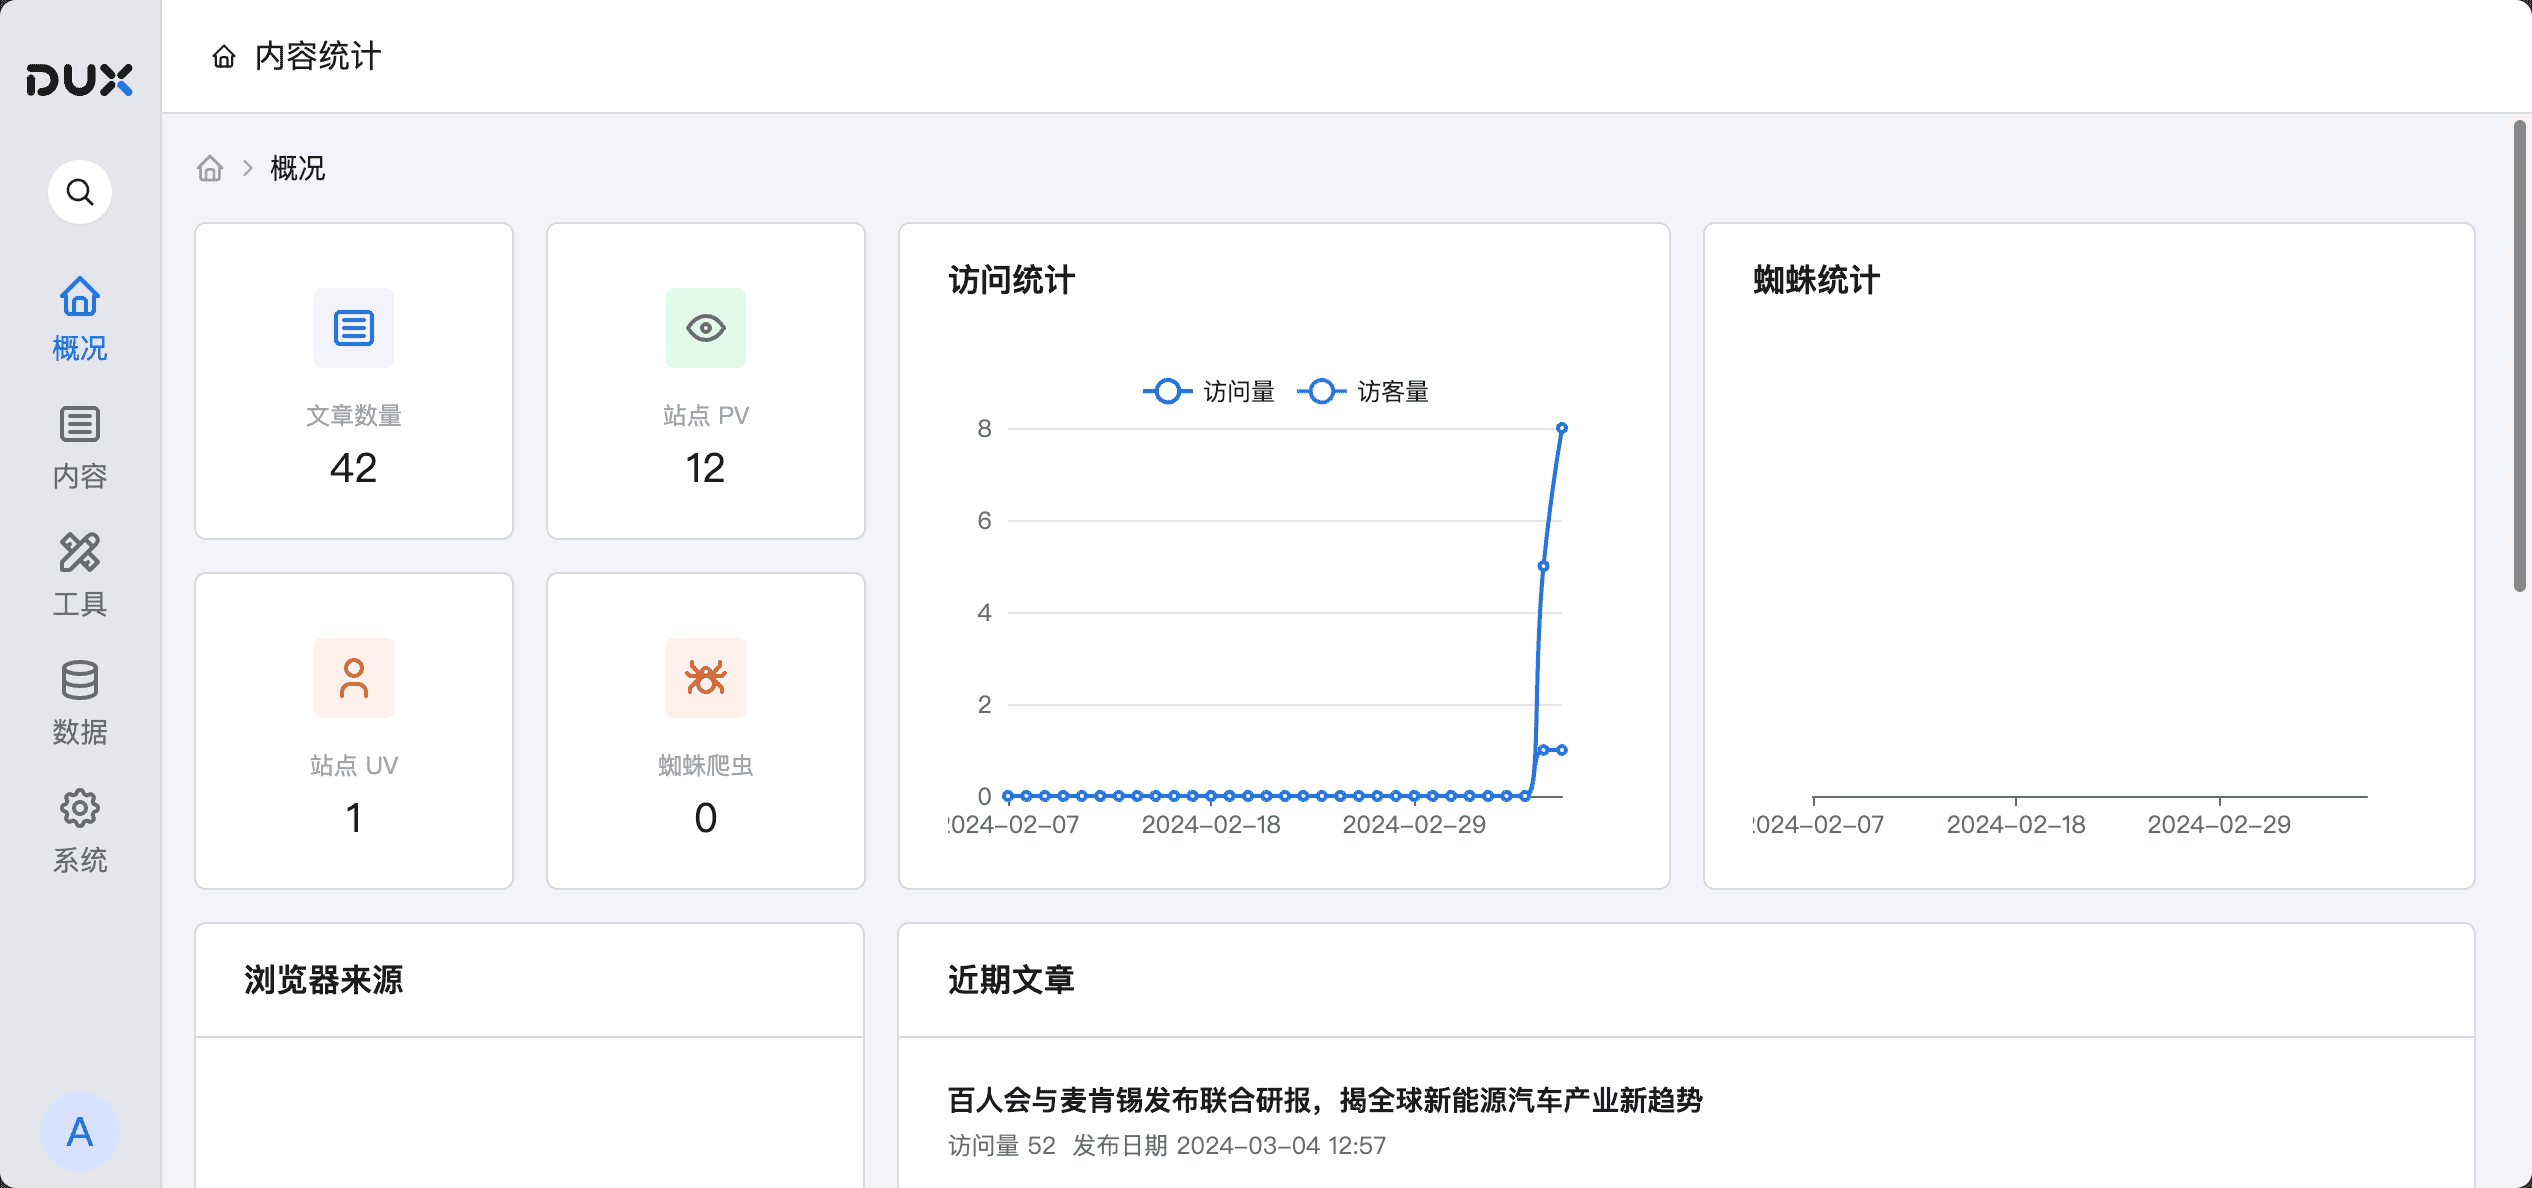 DUX
概况
内容
工具
数据
系统
A
内容统计
概况
文章数量
42
站点 PV
12
站点 UV
1
蜘蛛爬虫
0
访问统计
访问量 访客量
8
6
4
2
0
2024-02-07 2024-02-18 2024-02-29
蜘蛛统计
2024-02-07 2024-02-18 2024-02-29
浏览器来源
近期文章
百人会与麦肯锡发布联合研报，揭全球新能源汽车产业新趋势
访问量 52 发布日期 2024-03-04 12:57